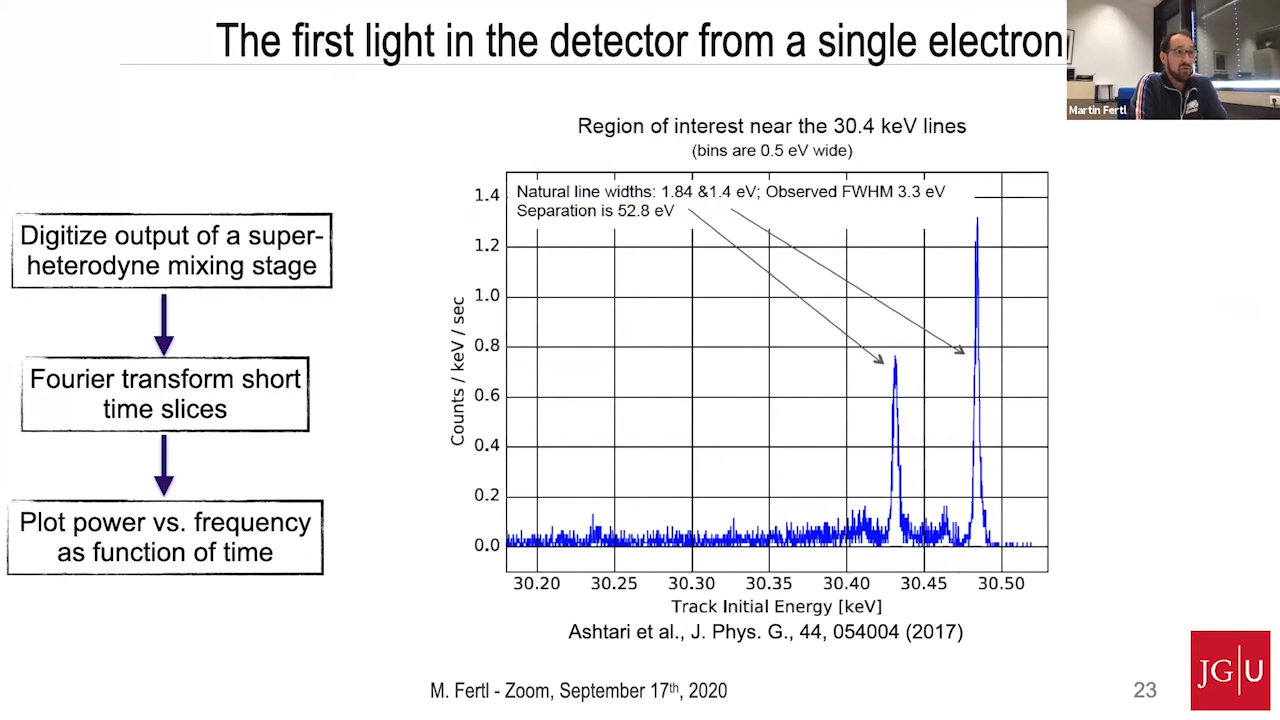 The first light in the detector from a single electron
Martin Fertl
Digitize output of a super-
heterodyne mixing stage
Fourier transform short
time slices
Plot power vs. frequency
as function of time
Region of interest near the 30.4 keV lines
(bins are 0.5 eV wide)
Natural line widths: 1.84 &1.4 eV; Observed FWHM 3.3 eV
Separation is 52.8 eV
Counts / keV / sec
1.4
1.2
1.0
0.8
0.6
0.4
0.2
0.0
30.20 30.25 30.30 30.35 30.40 30.45 30.50
Track Initial Energy [keV]
Ashtari et al., J. Phys. G., 44, 054004 (2017)
M. Fertl - Zoom, September 17th, 2020
23
JG|U